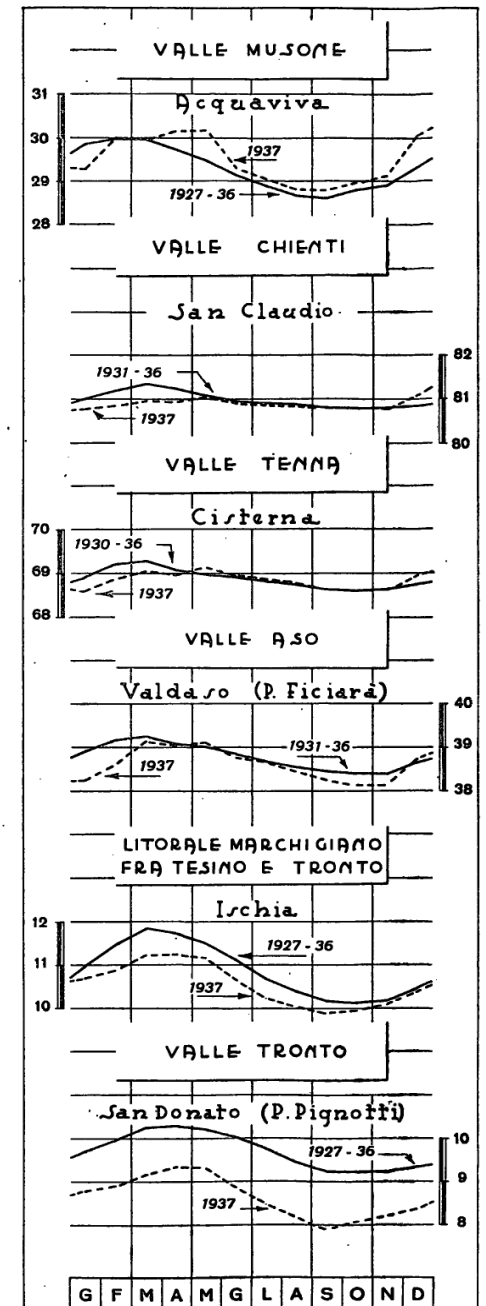 VALLE MUSONE
Acquaviva
31
30
29
28
1937
1927-36
VALLE CHIENTI
San Claudio
82
81
80
1931-36
1937
VALLE TENNA
Cisterna
70
69
68
1930-36
1937
VALLE ASO
Valdaso (P. Ficiarà)
40
39
38
1931-36
1937
LITORALE MARCHIGIANO
FRA TESINO E TRONTO
Ischia
12
11
10
1927-36
1937
VALLE TRONTO
San Donato (P. Pignotti)
10
9
8
1927-36
1937
G F M A M G L A S O N D